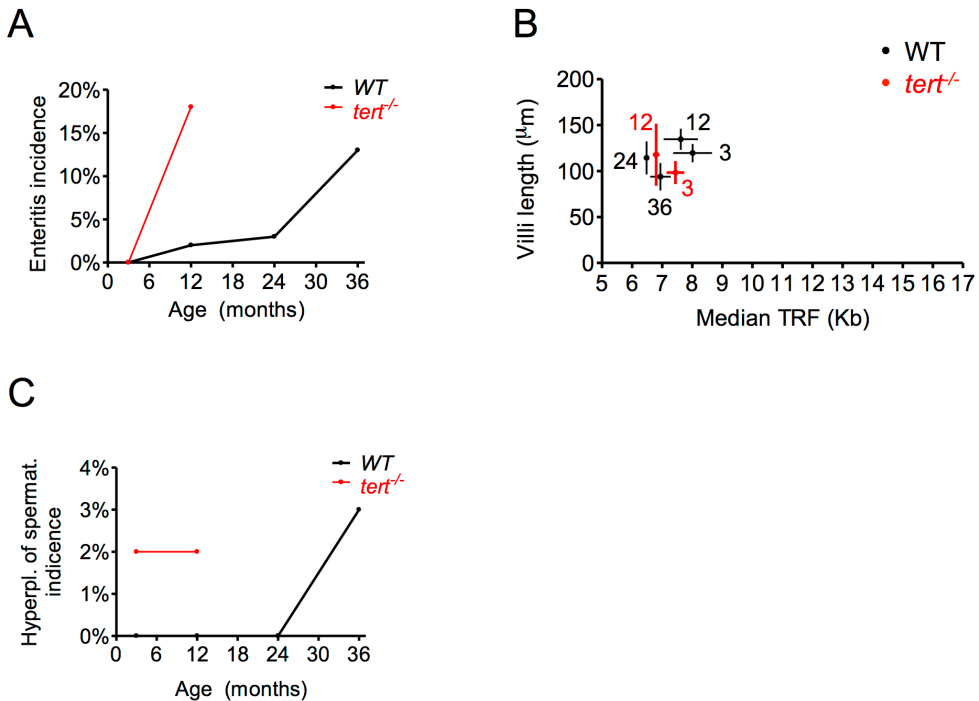 A
WT
tert-/-
20%
15%
10%
5%
0%
0 6 12 18 24 30 36
Enteritis incidence
Age (months)
B
WT
tert-/-
200
150
100
50
0
12 12
24 3
3
36
5 6 7 8 9 10 11 12 13 14 15 16 17
Villi length (µm)
Median TRF (Kb)
C
WT
tert-/-
4%
3%
2%
1%
0%
0 6 12 18 24 30 36
Hyperpl. of spermat.
indicence
Age (months)